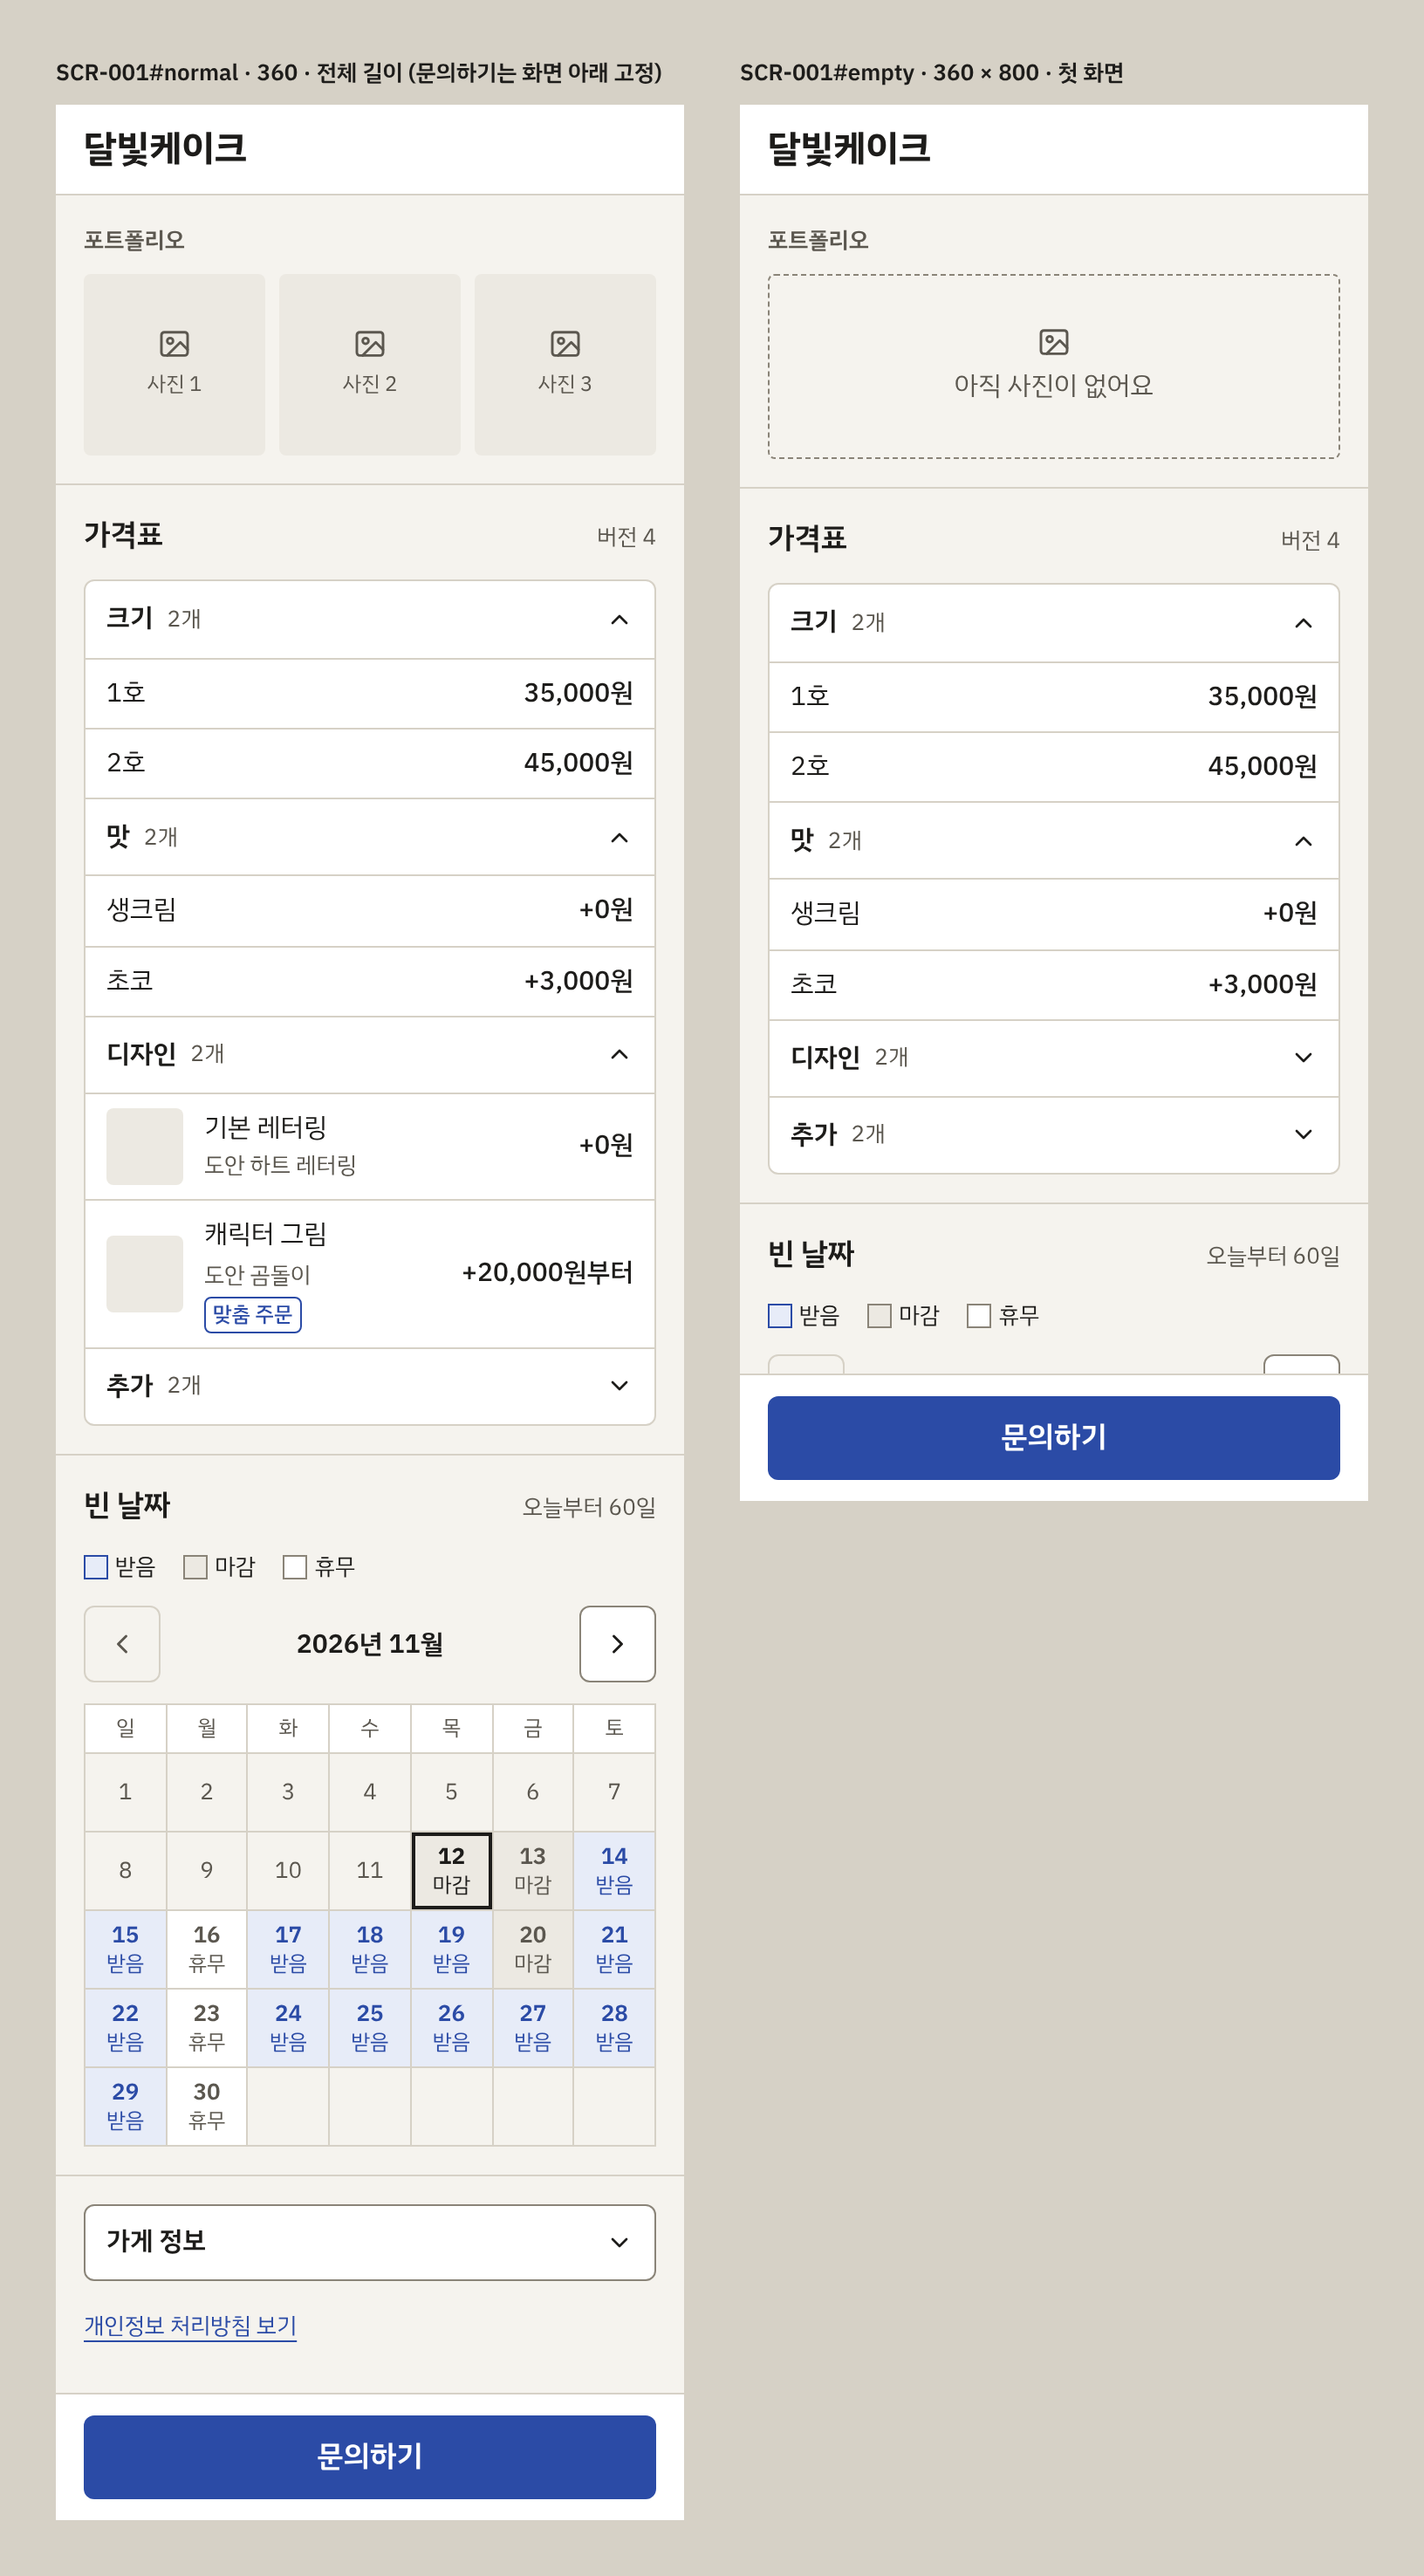 SCR-001#normal · 360 · 전체 길이 (문의하기는 화면 아래 고정)
달빛케이크
포트폴리오
사진 1 사진 2 사진 3
가격표 버전 4
크기 2개
1호 35,000원
2호 45,000원
맛 2개
생크림 +0원
초코 +3,000원
디자인 2개
기본 레터링
도안 하트 레터링
+0원
캐릭터 그림
도안 곰돌이
맞춤 주문
+20,000원부터
추가 2개
빈 날짜 오늘부터 60일
받음 마감 휴무
2026년 11월
일 월 화 수 목 금 토
1 2 3 4 5 6 7
8 9 10 11 12 13 14
마감 마감 받음
15 16 17 18 19 20 21
받음 휴무 받음 받음 받음 마감 받음
22 23 24 25 26 27 28
받음 휴무 받음 받음 받음 받음 받음
29 30
받음 휴무
가게 정보
개인정보 처리방침 보기
문의하기
SCR-001#empty · 360 × 800 · 첫 화면
달빛케이크
포트폴리오
아직 사진이 없어요
가격표 버전 4
크기 2개
1호 35,000원
2호 45,000원
맛 2개
생크림 +0원
초코 +3,000원
디자인 2개
추가 2개
빈 날짜 오늘부터 60일
받음 마감 휴무
문의하기